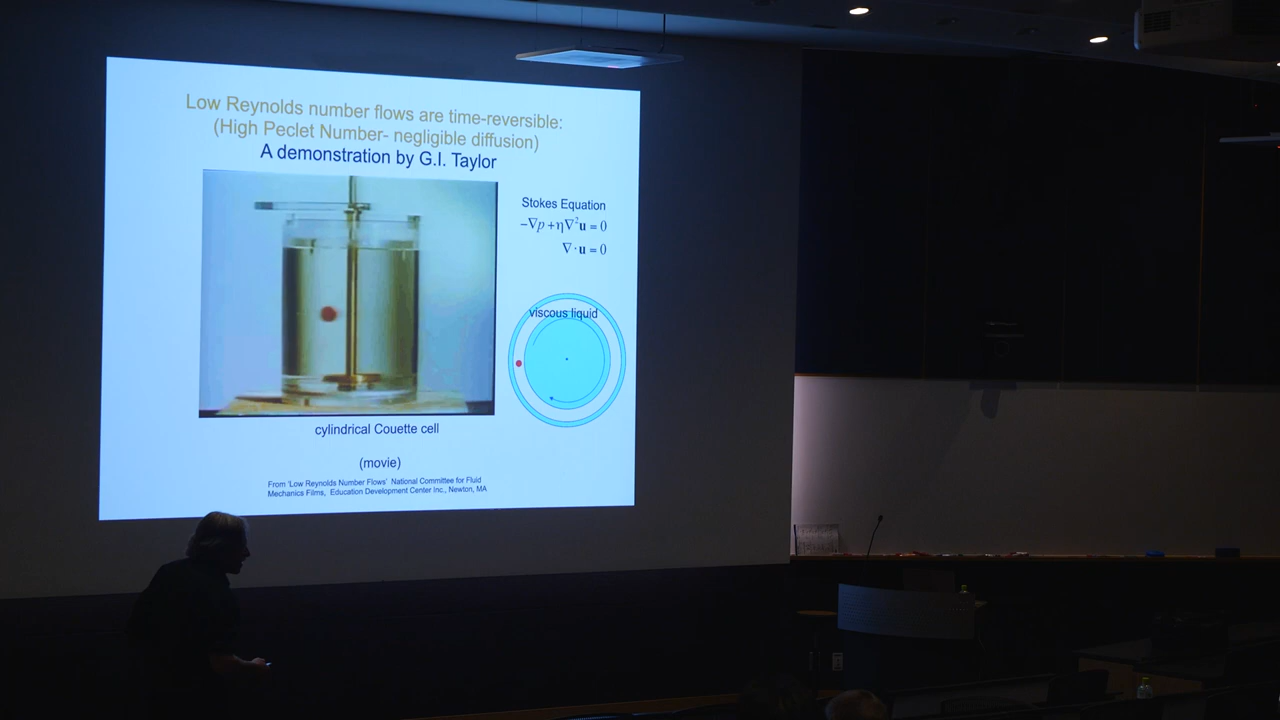 Low Reynolds number flows are time-reversible:
(High Peclet Number- negligible diffusion)
A demonstration by G.I. Taylor
Stokes Equation
−∇p + η∇²u = 0
∇ · u = 0
viscous liquid
cylindrical Couette cell
(movie)
From 'Low Reynolds Number Flows' National Committee for Fluid
Mechanics Films, Education Development Center Inc., Newton, MA